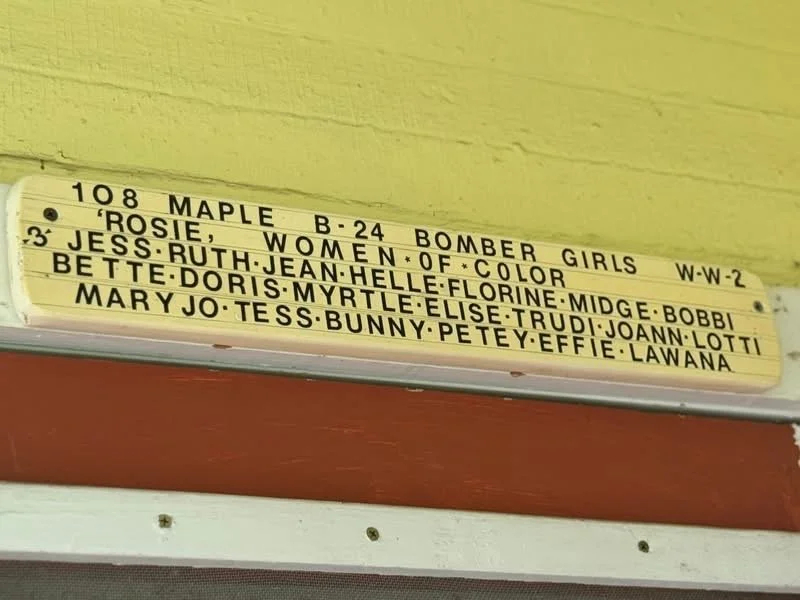 108 MAPLE B-24 BOMBER GIRLS W-W-2
'ROSIE, WOMEN·OF·COLOR
'B' JESS·RUTH·JEAN·HELLE·FLORINE·MIDGE·BOBBI
BETTE·DORIS·MYRTLE·ELISE·TRUDI·JOANN·LOTTI
MARYJO·TESS·BUNNY·PETEY·EFFIE·LAWANA